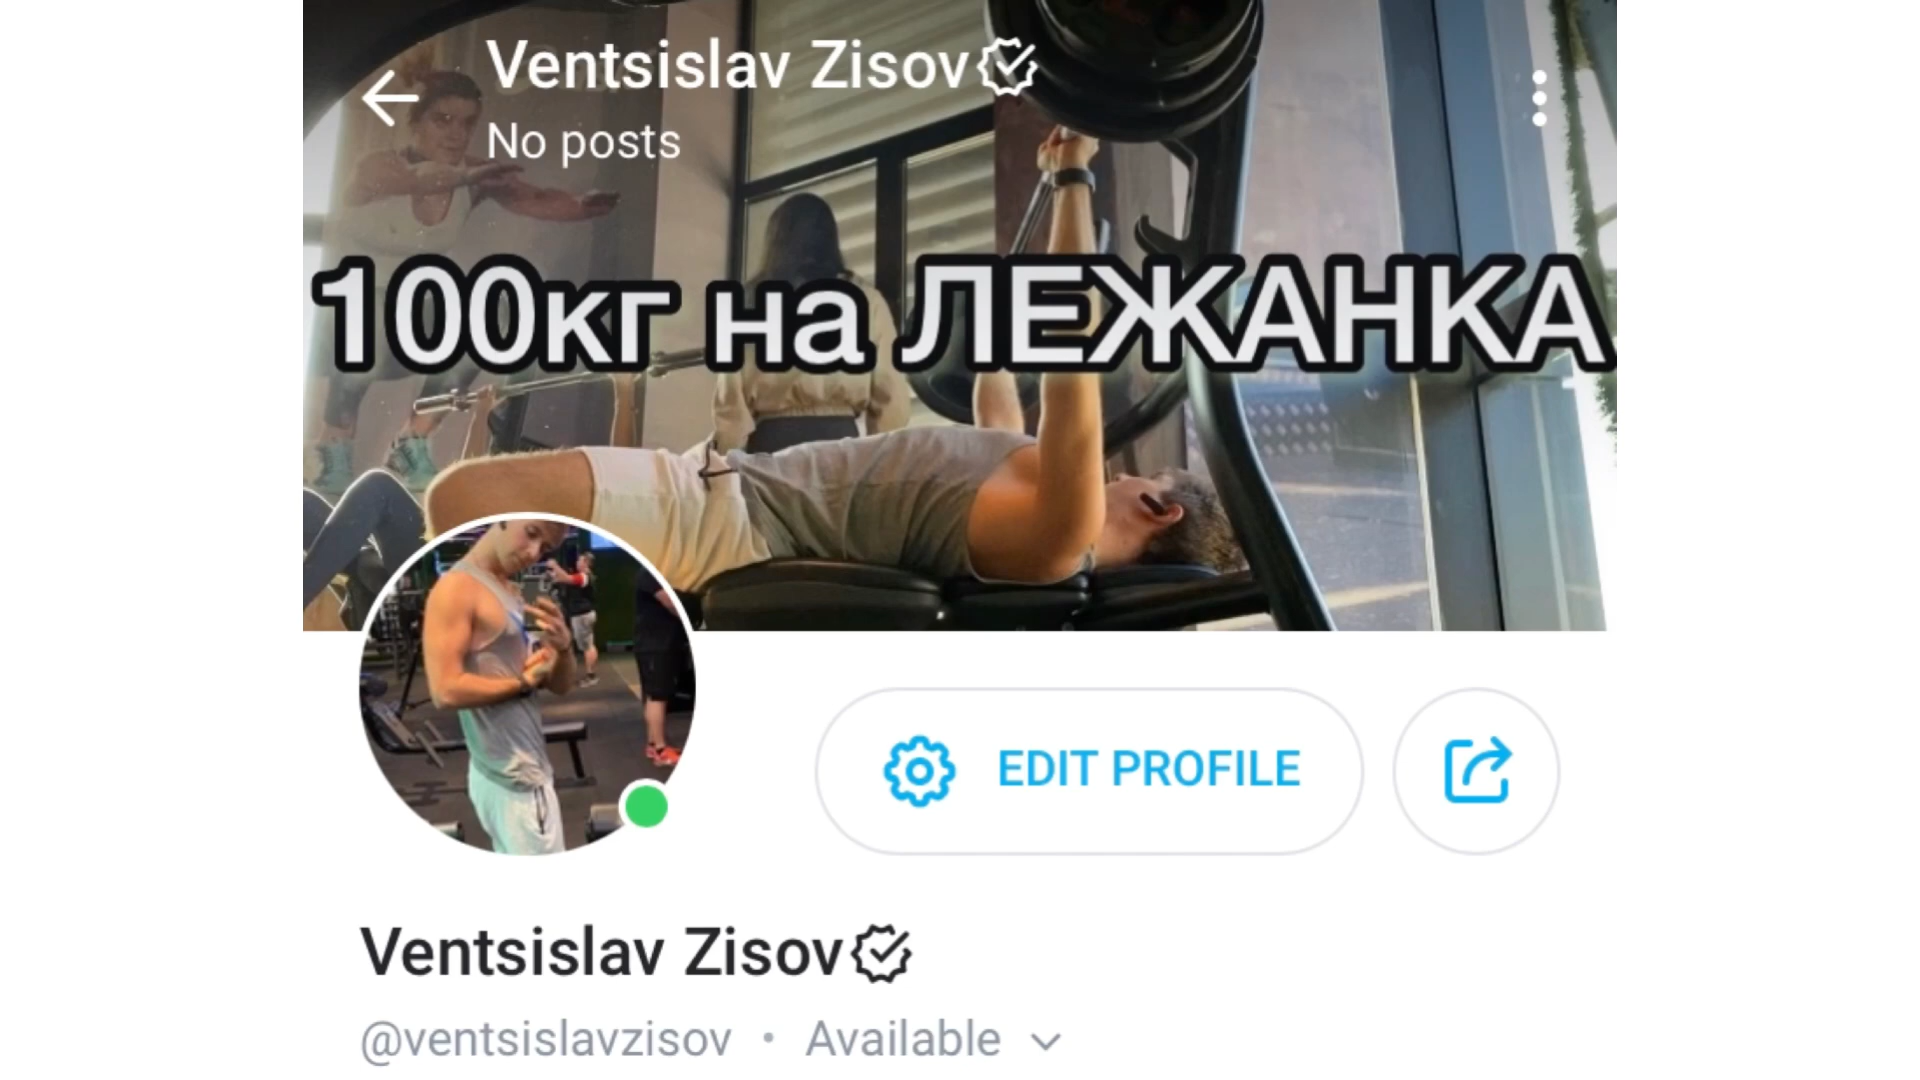 Ventsislav Zisov
No posts
100кг на ЛЕЖАНКА
EDIT PROFILE
Ventsislav Zisov
@ventsislavzisov • Available